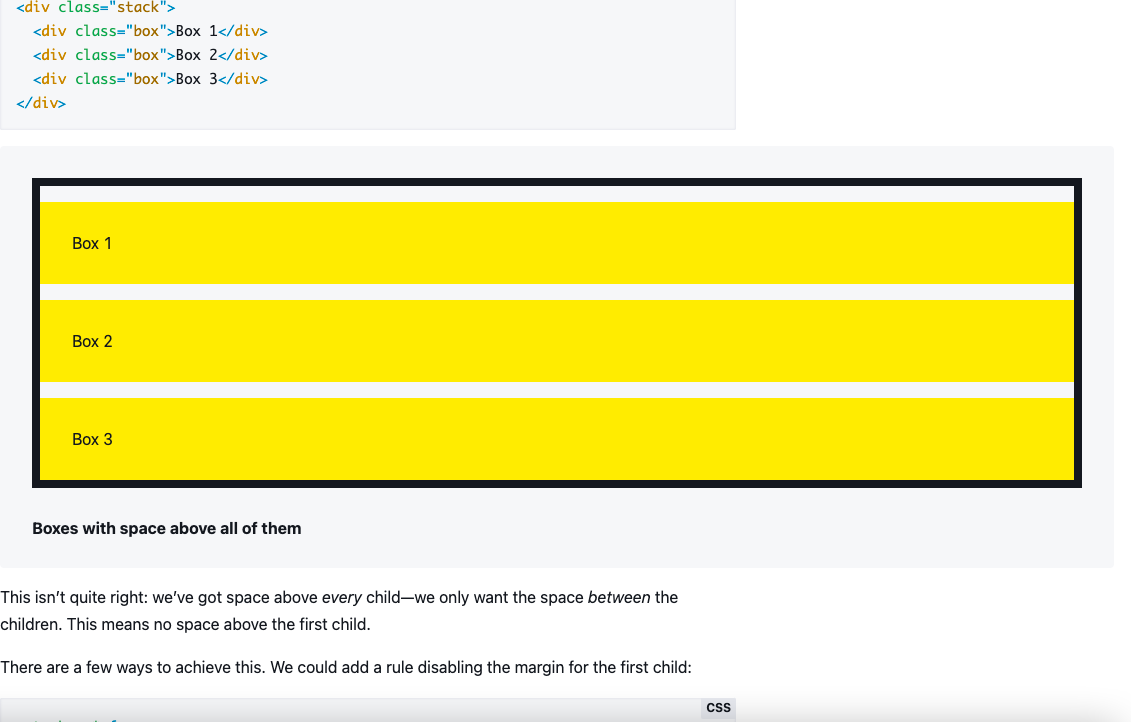 <div class="stack">
<div class="box">Box 1</div>
<div class="box">Box 2</div>
<div class="box">Box 3</div>
</div>
Box 1
Box 2
Box 3
Boxes with space above all of them
This isn’t quite right: we’ve got space above every child—we only want the space between the
children. This means no space above the first child.
There are a few ways to achieve this. We could add a rule disabling the margin for the first child:
CSS